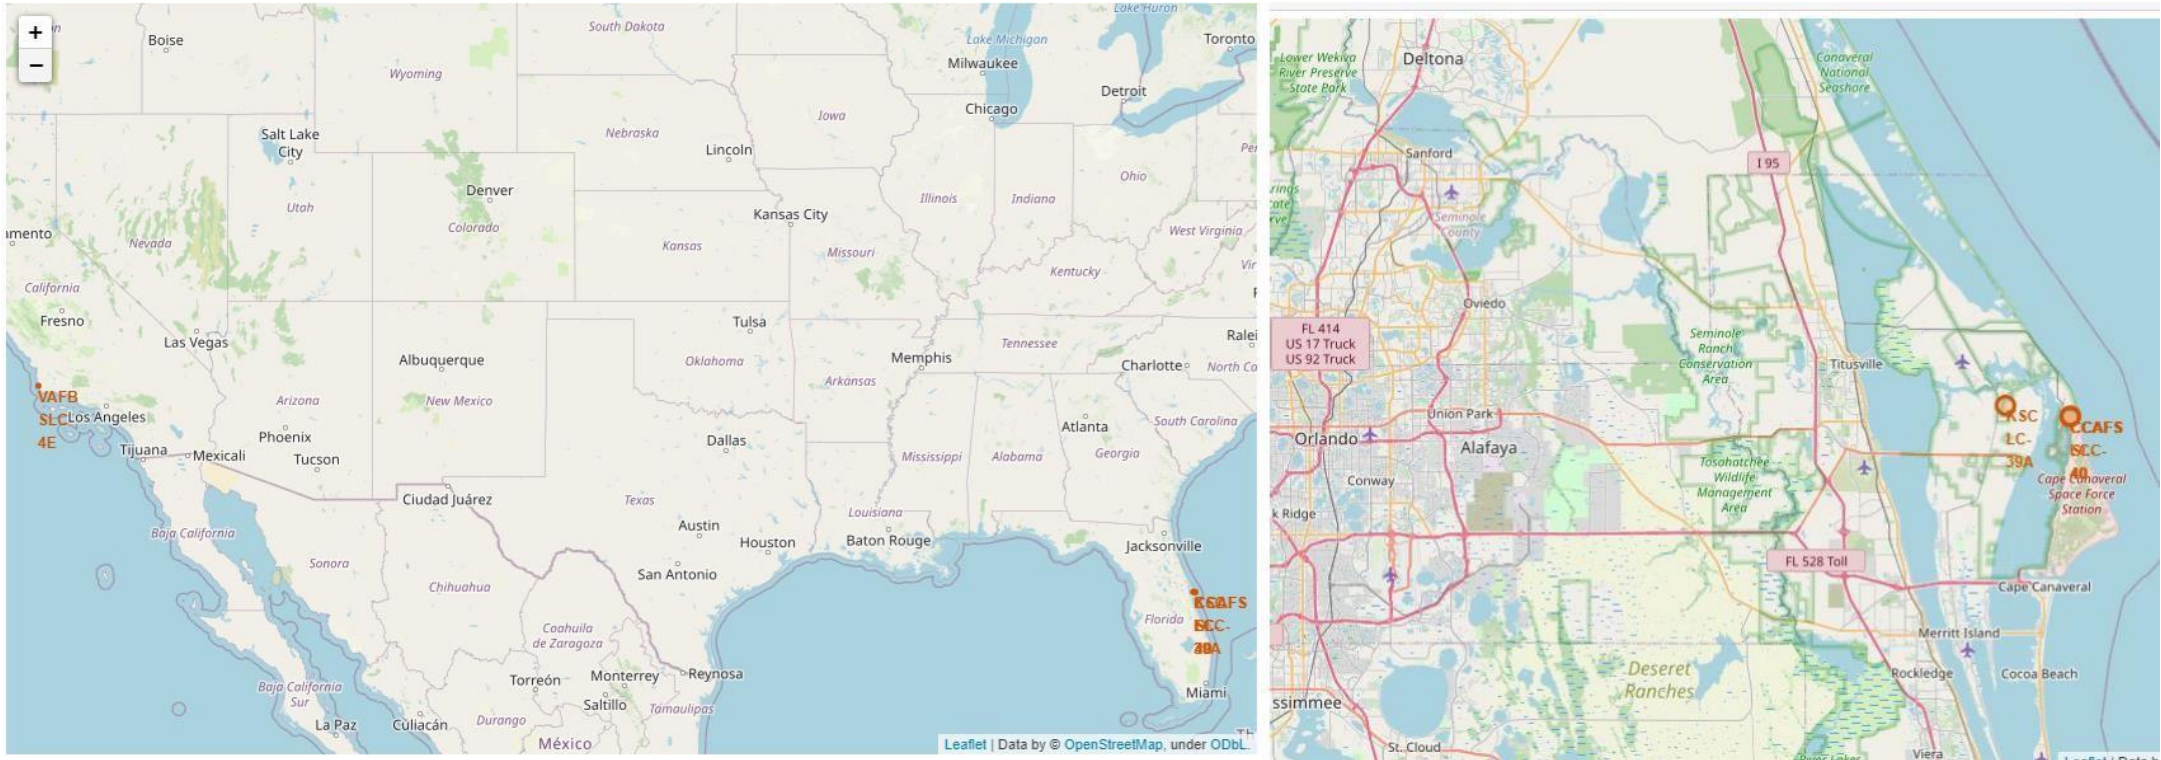 +
−
Boise
South Dakota
Lake Huron
Lake Michigan
Toronto
Wyoming
Milwaukee
Detroit
Chicago
Salt Lake
City
Iowa
Nebraska
Lincoln
Ohio
Denver
Illinois
Indiana
Utah
Kansas City
Colorado
Nevada
Kansas
Missouri
West Virginia
Kentucky
California
Fresno
Las Vegas
Tulsa
Albuquerque
Oklahoma
Memphis
Tennessee
Charlotte
North Ca
VAFB
SLC-
4E
Los Angeles
Arizona
New Mexico
Arkansas
South Carolina
Phoenix
Atlanta
Tijuana
Mexicali
Tucson
Dallas
Mississippi
Alabama
Georgia
Ciudad Juárez
Texas
Louisiana
Baja California
Austin
Houston
Baton Rouge
Jacksonville
Sonora
San Antonio
Chihuahua
Florida
Coahuila
de Zaragoza
Baja California
Sur
Torreón
Monterrey
Reynosa
Saltillo
Miami
La Paz
Culiacán
Durango
Tamaulipas
México
Leaflet | Data by © OpenStreetMap, under ODbL.
Deltona
Lower Wekiva
River Preserve
State Park
Canaveral
National
Seashore
Sanford
I 95
Seminole
County
Oviedo
FL 414
US 17 Truck
US 92 Truck
Seminole
Ranch
Conservation
Area
Titusville
Union Park
KSC
LC-
39A
CCAFS
40
Orlando
Alafaya
Tosohatchee
Wildlife
Management
Area
Conway
Cape Canaveral
Space Force
Station
k Ridge
FL 528 Toll
Cape Canaveral
Merritt Island
Deseret
Ranches
Rockledge
Cocoa Beach
ssimmee
St. Cloud
Viera